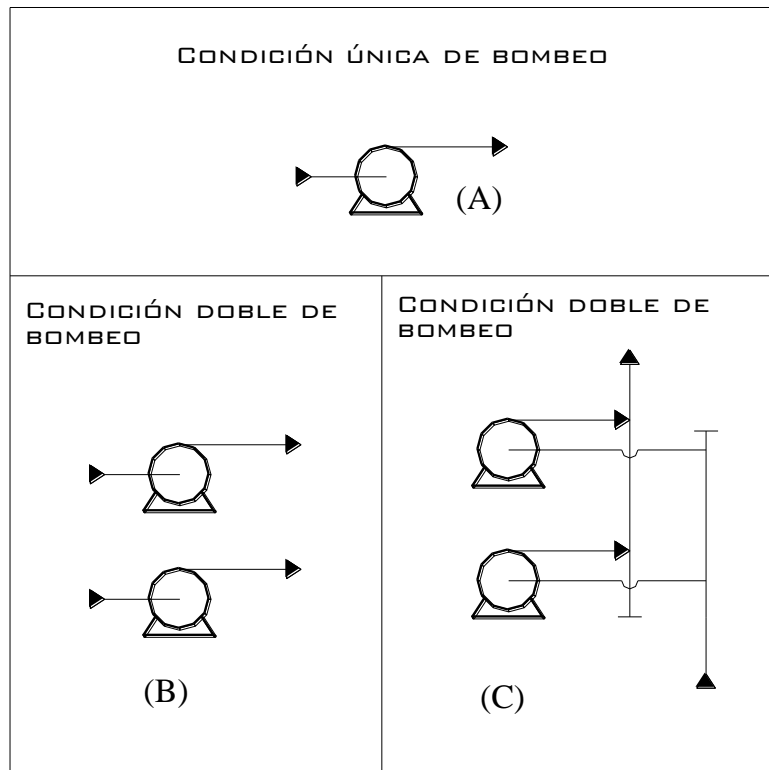 CONDICIÓN ÚNICA DE BOMBEO
(A)
CONDICIÓN DOBLE DE
BOMBEO
(B)
CONDICIÓN DOBLE DE
BOMBEO
(C)